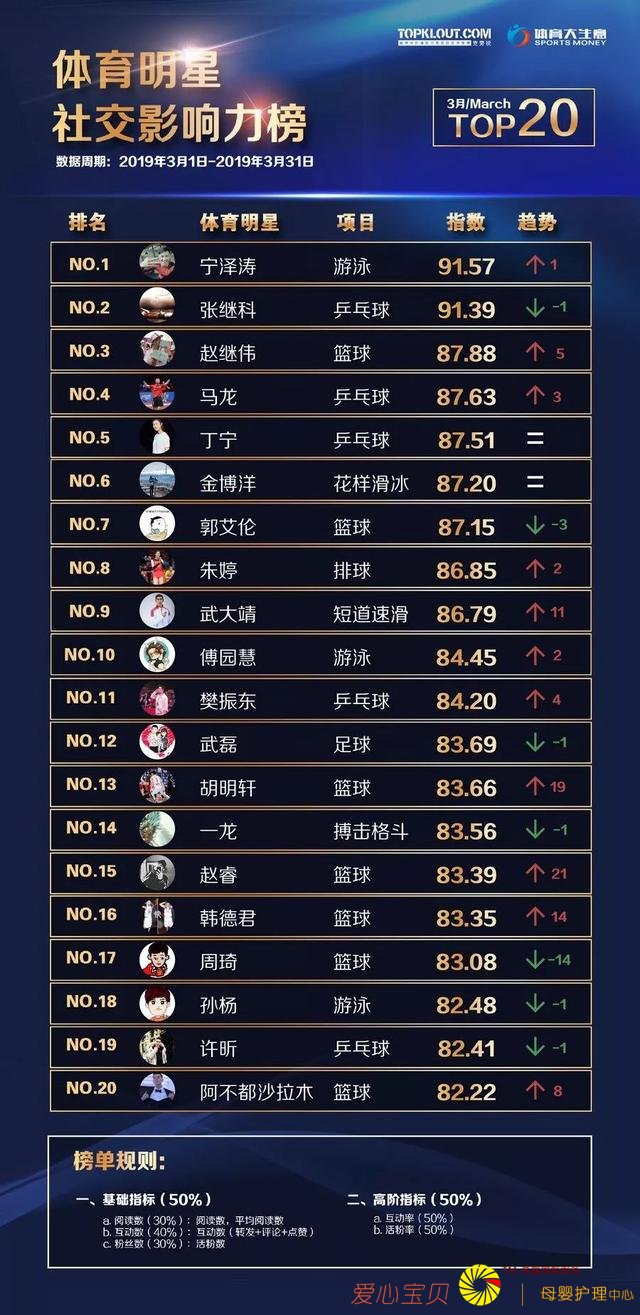 TOPKLOUT.COM 体育大生意
SPORTS MONEY
体育明星
社交影响力榜
3月/March
TOP20
数据周期：2019年3月1日-2019年3月31日
排名 体育明星 项目 指数 趋势
NO.1 宁泽涛 游泳 91.57 ↑ 1
NO.2 张继科 乒乓球 91.39 ↓ -1
NO.3 赵继伟 篮球 87.88 ↑ 5
NO.4 马龙 乒乓球 87.63 ↑ 3
NO.5 丁宁 乒乓球 87.51 =
NO.6 金博洋 花样滑冰 87.20 =
NO.7 郭艾伦 篮球 87.15 ↓ -3
NO.8 朱婷 排球 86.85 ↑ 2
NO.9 武大靖 短道速滑 86.79 ↑ 11
NO.10 傅园慧 游泳 84.45 ↑ 2
NO.11 樊振东 乒乓球 84.20 ↑ 4
NO.12 武磊 足球 83.69 ↓ -1
NO.13 胡明轩 篮球 83.66 ↑ 19
NO.14 一龙 搏击格斗 83.56 ↓ -1
NO.15 赵睿 篮球 83.39 ↑ 21
NO.16 韩德君 篮球 83.35 ↑ 14
NO.17 周琦 篮球 83.08 ↓ -14
NO.18 孙杨 游泳 82.48 ↓ -1
NO.19 许昕 乒乓球 82.41 ↓ -1
NO.20 阿不都沙拉木 篮球 82.22 ↑ 8
榜单规则：
一、基础指标（50%） 二、高阶指标（50%）
a. 阅读数（30%）：阅读数，平均阅读数 a. 互动率（50%）
b. 互动数（40%）：互动数（转发+评论+点赞） b. 活粉率（50%）
c. 粉丝数（30%）：活粉数
爱心宝贝 | 母婴护理中心